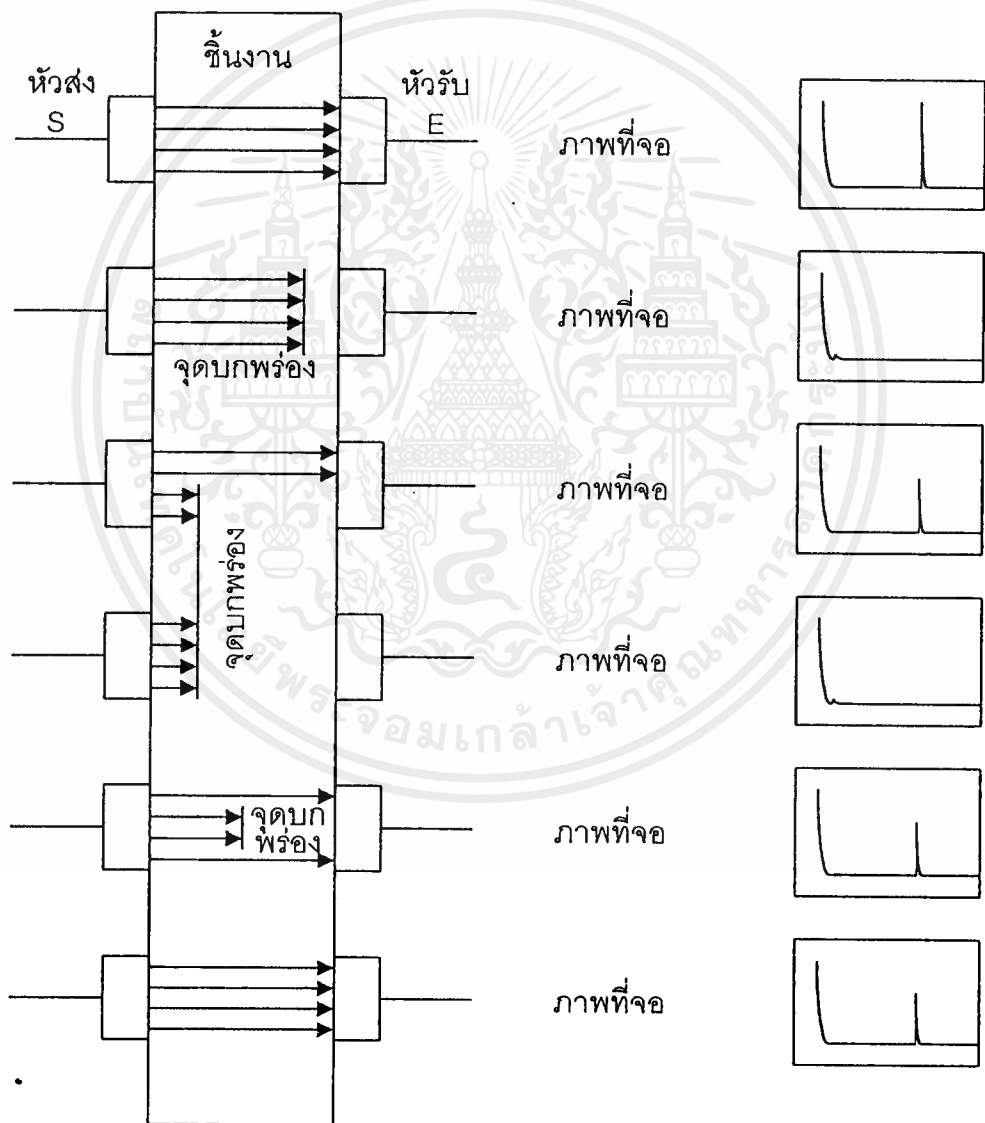 ชิ้นงาน
หัวส่ง
หัวรับ
S
E
ภาพที่จอ
ภาพที่จอ
จุดบกพร่อง
ภาพที่จอ
จุดบกพร่อง
ภาพที่จอ
จุดบก
พร่อง
ภาพที่จอ
ภาพที่จอ